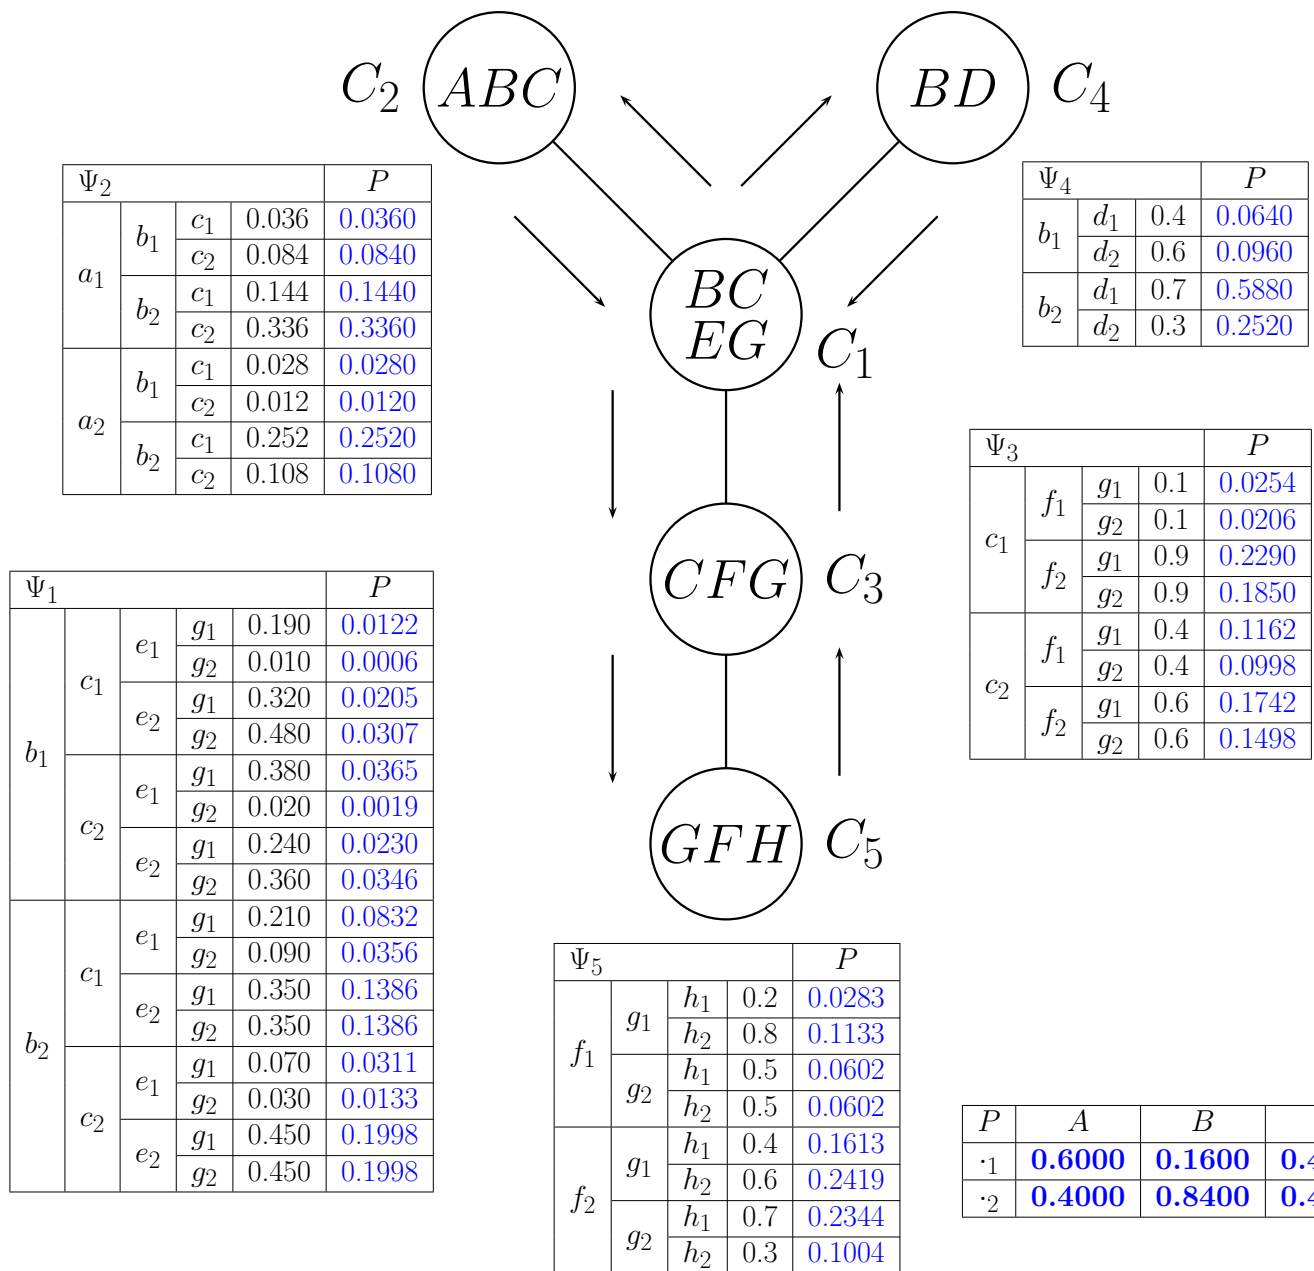 C2 ABC BD C4
Ψ2 P
a1 b1 c1 0.036 0.0360
c2 0.084 0.0840
b2 c1 0.144 0.1440
c2 0.336 0.3360
a2 b1 c1 0.028 0.0280
c2 0.012 0.0120
b2 c1 0.252 0.2520
c2 0.108 0.1080
Ψ4 P
b1 d1 0.4 0.0640
d2 0.6 0.0960
b2 d1 0.7 0.5880
d2 0.3 0.2520
BC
EG
C1
Ψ3 P
c1 f1 g1 0.1 0.0254
g2 0.1 0.0206
f2 g1 0.9 0.2290
g2 0.9 0.1850
c2 f1 g1 0.4 0.1162
g2 0.4 0.0998
f2 g1 0.6 0.1742
g2 0.6 0.1498
CFG C3
Ψ1 P
b1 c1 e1 g1 0.190 0.0122
g2 0.010 0.0006
e2 g1 0.320 0.0205
g2 0.480 0.0307
c2 e1 g1 0.380 0.0365
g2 0.020 0.0019
e2 g1 0.240 0.0230
g2 0.360 0.0346
b2 c1 e1 g1 0.210 0.0832
g2 0.090 0.0356
e2 g1 0.350 0.1386
g2 0.350 0.1386
c2 e1 g1 0.070 0.0311
g2 0.030 0.0133
e2 g1 0.450 0.1998
g2 0.450 0.1998
GFH C5
Ψ5 P
f1 g1 h1 0.2 0.0283
h2 0.8 0.1133
g2 h1 0.5 0.0602
h2 0.5 0.0602
f2 g1 h1 0.4 0.1613
h2 0.6 0.2419
g2 h1 0.7 0.2344
h2 0.3 0.1004
P A B
·1 0.6000 0.1600
·2 0.4000 0.8400